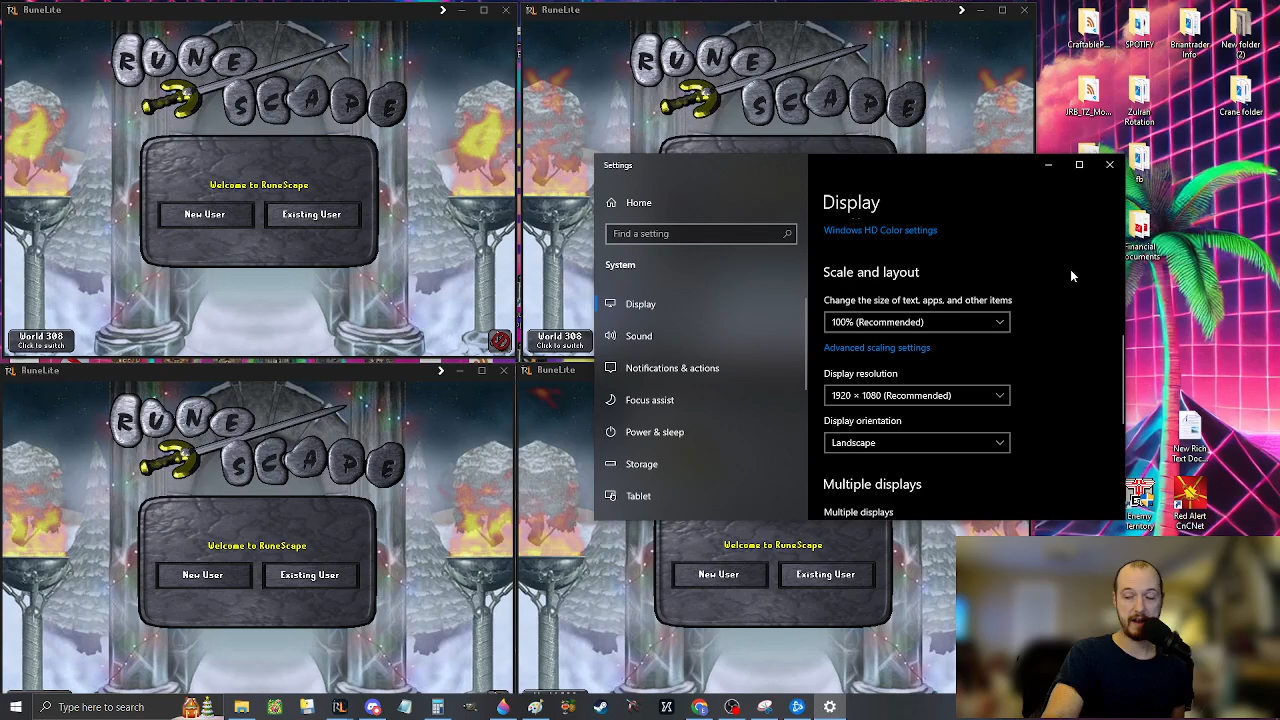 RuneLite
RUNE
SCAPE
Welcome to RuneScape
New User
Existing User
World 308
Click to switch
RuneLite
RUNE
SCAPE
World 308
Click to switch
RuneLite
RUNE
SCAPE
Welcome to RuneScape
New User
Existing User
Welcome to RuneScape
New User
Existing User
Settings
Home
Find a setting
System
Display
Sound
Notifications & actions
Focus assist
Power & sleep
Storage
Tablet
Display
Windows HD Color settings
Scale and layout
Change the size of text, apps, and other items
100% (Recommended)
Advanced scaling settings
Display resolution
1920 × 1080 (Recommended)
Display orientation
Landscape
Multiple displays
Multiple displays
CraftableP...
SPOTIFY
Briantrader
Info
New folder
(2)
JRB_TZ_Mo...
Zulrah
Rotation
Crane folder
fb
Financial
Documents
New Rich
Text Doc...
Enemy
Territory
Red Alert
CnCNet
Type here to search